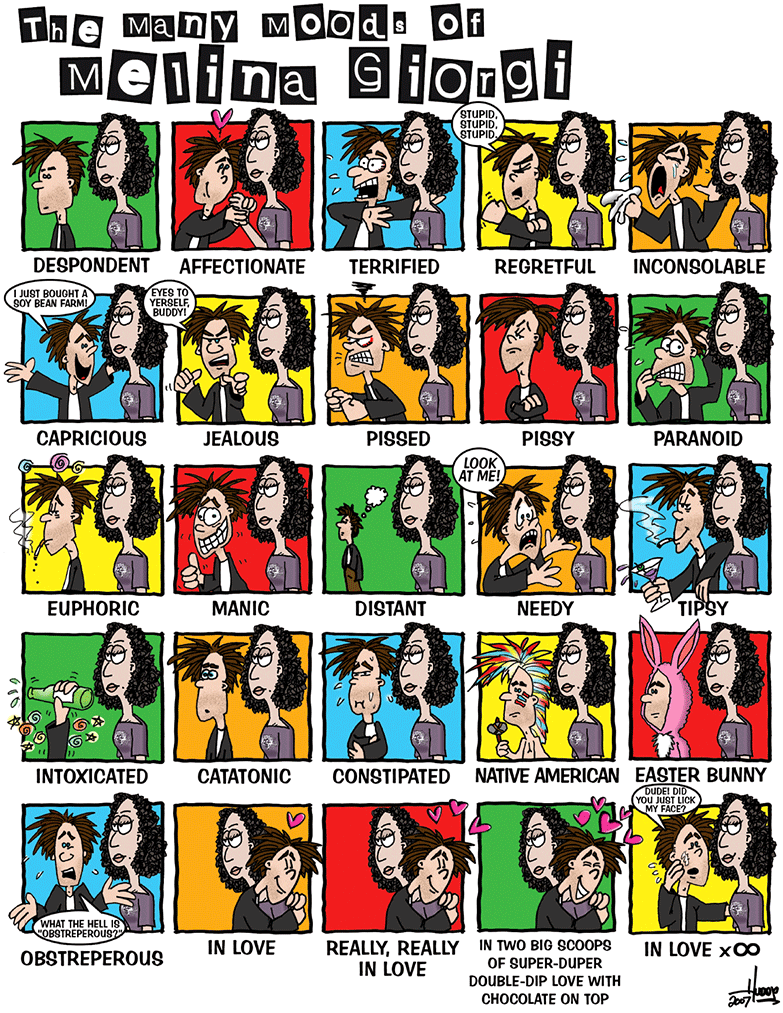 The Many Moods of
Melina Giorgi
DESPONDENT
AFFECTIONATE
TERRIFIED
STUPID,
STUPID,
STUPID.
REGRETFUL
INCONSOLABLE
I JUST BOUGHT A
SOY BEAN FARM!
CAPRICIOUS
EYES TO
YERSELF,
BUDDY!
JEALOUS
PISSED
PISSY
PARANOID
EUPHORIC
MANIC
DISTANT
LOOK
AT ME!
NEEDY
TIPSY
INTOXICATED
CATATONIC
CONSTIPATED
NATIVE AMERICAN
EASTER BUNNY
WHAT THE HELL IS
"OBSTREPEROUS?"
OBSTREPEROUS
IN LOVE
REALLY, REALLY
IN LOVE
IN TWO BIG SCOOPS
OF SUPER-DUPER
DOUBLE-DIP LOVE WITH
CHOCOLATE ON TOP
DUDE! DID
YOU JUST LICK
MY FACE?
IN LOVE x∞
2007